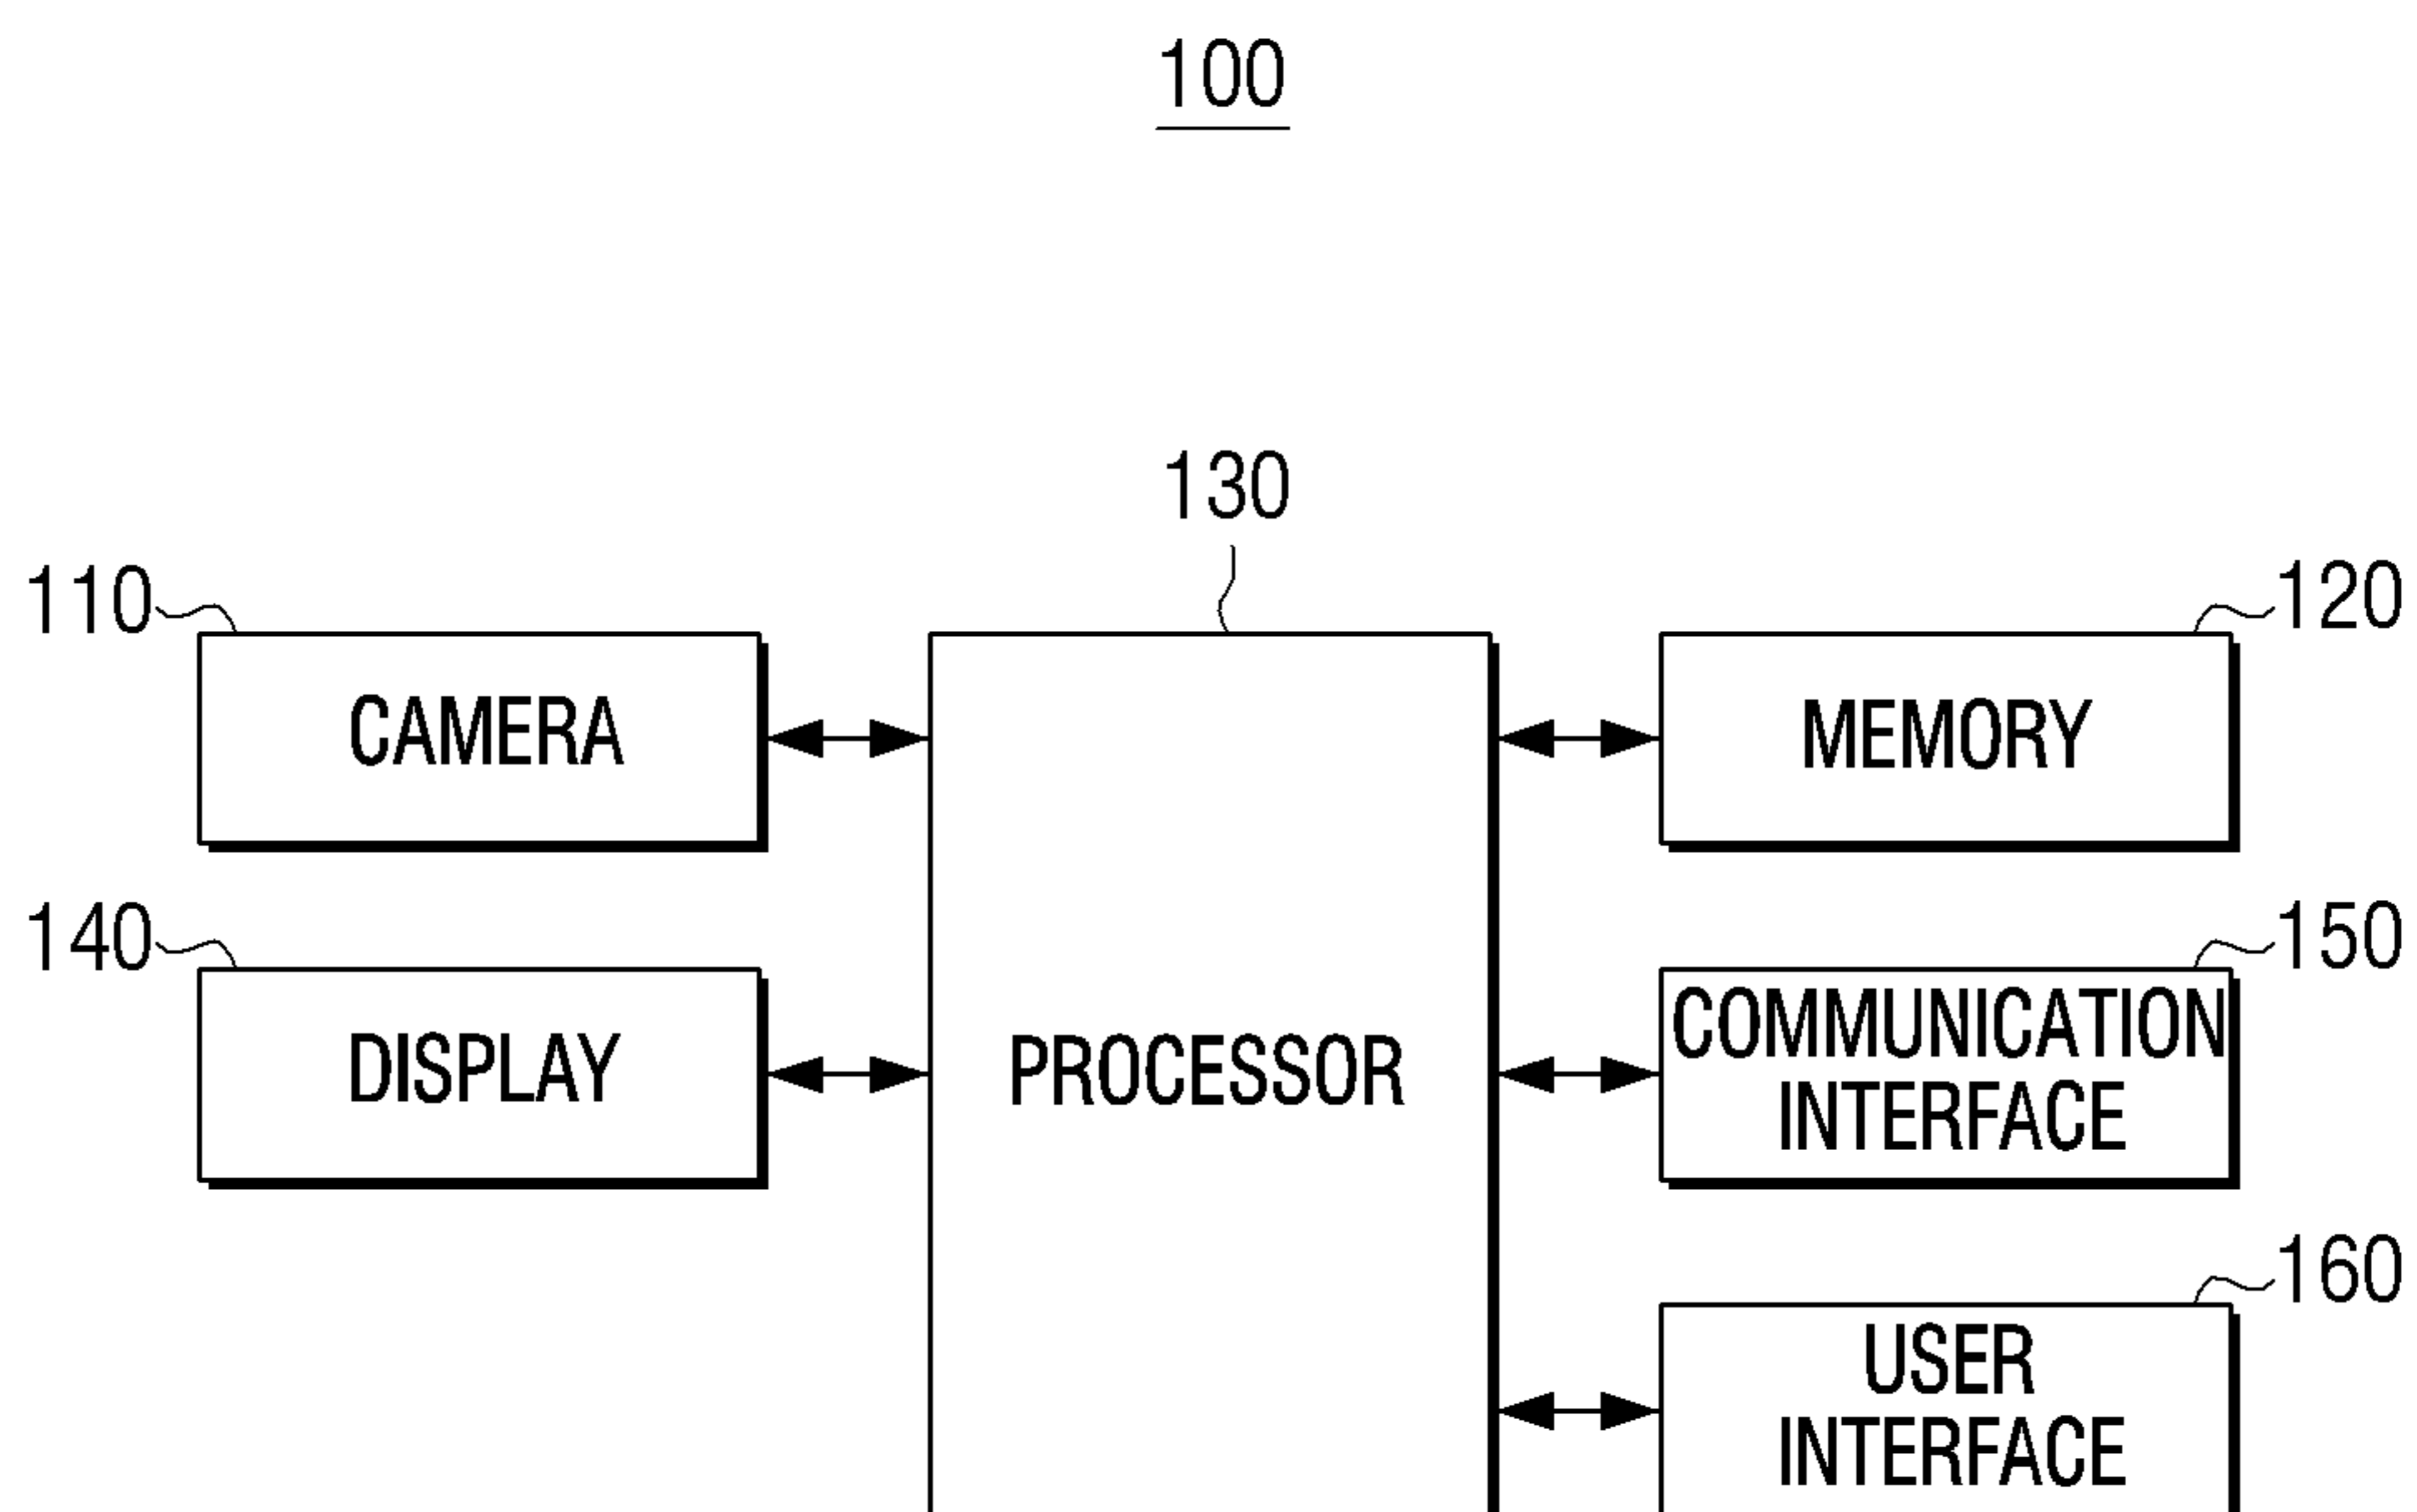 100
130
110
120
CAMERA
MEMORY
140
150
DISPLAY
PROCESSOR
COMMUNICATION
INTERFACE
160
USER
INTERFACE